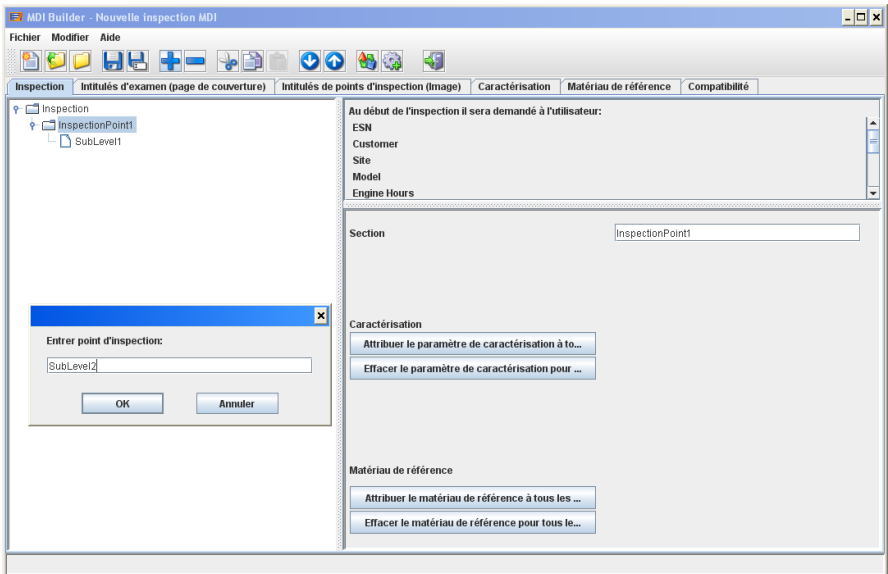 MDI Builder - Nouvelle inspection MDI
Fichier Modifier Aide
Inspection Intitulés d'examen (page de couverture) Intitulés de points d'inspection (Image) Caractérisation Matériau de référence Compatibilité
Inspection
InspectionPoint1
SubLevel1
Au début de l'inspection il sera demandé à l'utilisateur:
ESN
Customer
Site
Model
Engine Hours
Section InspectionPoint1
Entrer point d'inspection:
SubLevel2
OK Annuler
Caractérisation
Attribuer le paramètre de caractérisation à to...
Effacer le paramètre de caractérisation pour ...
Matériau de référence
Attribuer le matériau de référence à tous les ...
Effacer le matériau de référence pour tous le...